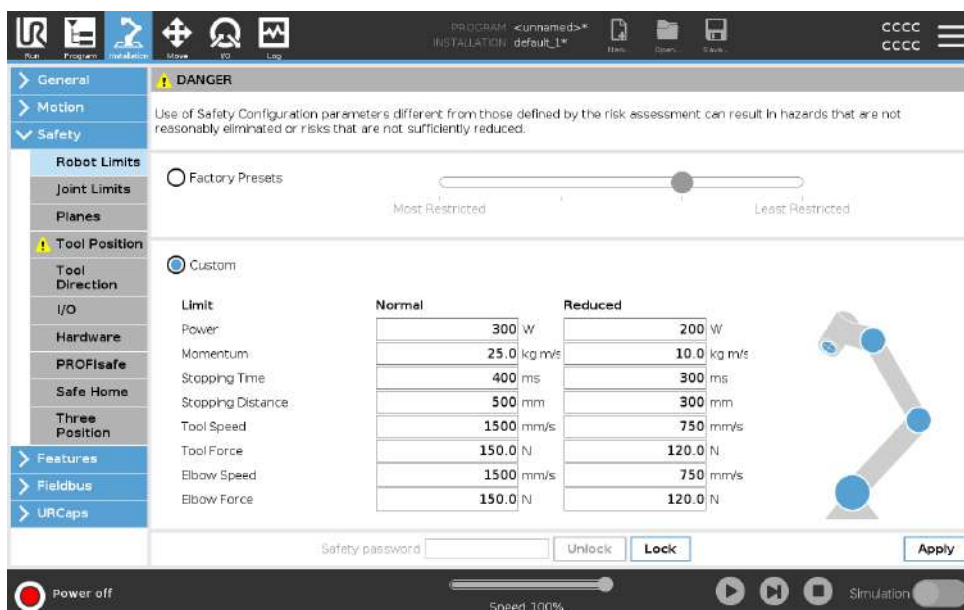 UR
PROGRAM <unnamed>*
INSTALLATION default_1*
CCCC
CCCC
Run Program Installation Move I/O Log New... Open... Save...
General
DANGER
Motion
Use of Safety Configuration parameters different from those defined by the risk assessment can result in hazards that are not
reasonably eliminated or risks that are not sufficiently reduced.
Safety
Robot Limits
Joint Limits
Planes
Tool Position
Tool
Direction
I/O
Hardware
PROFIsafe
Safe Home
Three
Position
Features
Fieldbus
URCaps
Factory Presets
Most Restricted Least Restricted
Custom
Limit Normal Reduced
Power 300 W 200 W
Momentum 25.0 kg m/s 10.0 kg m/s
Stopping Time 400 ms 300 ms
Stopping Distance 500 mm 300 mm
Tool Speed 1500 mm/s 750 mm/s
Tool Force 150.0 N 120.0 N
Elbow Speed 1500 mm/s 750 mm/s
Elbow Force 150.0 N 120.0 N
Safety password Unlock Lock Apply
Power off Speed 100% Simulation